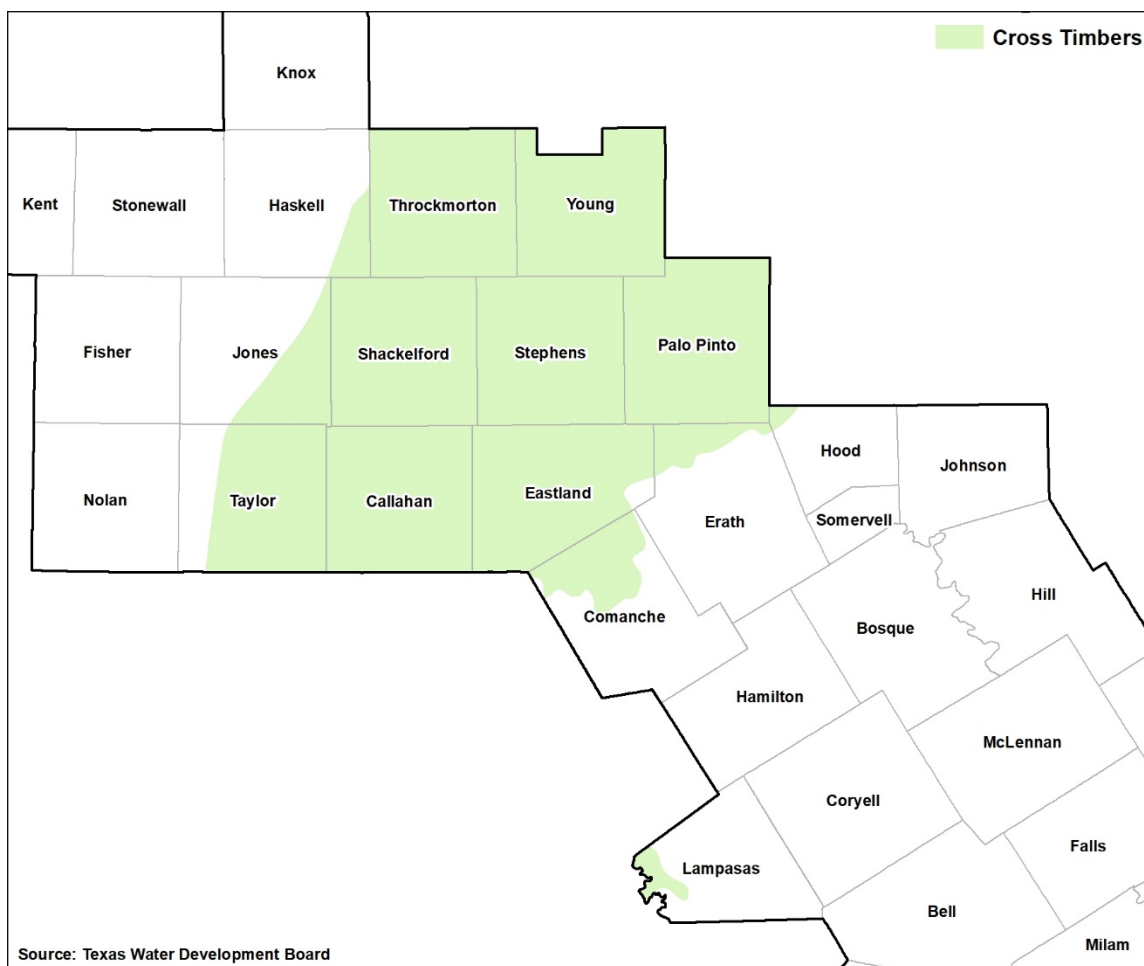 Cross Timbers
Knox
Kent
Stonewall
Haskell
Throckmorton
Young
Fisher
Jones
Shackelford
Stephens
Palo Pinto
Nolan
Taylor
Callahan
Eastland
Erath
Hood
Johnson
Somervell
Comanche
Bosque
Hill
Hamilton
McLennan
Coryell
Lampasas
Falls
Bell
Milam
Source: Texas Water Development Board